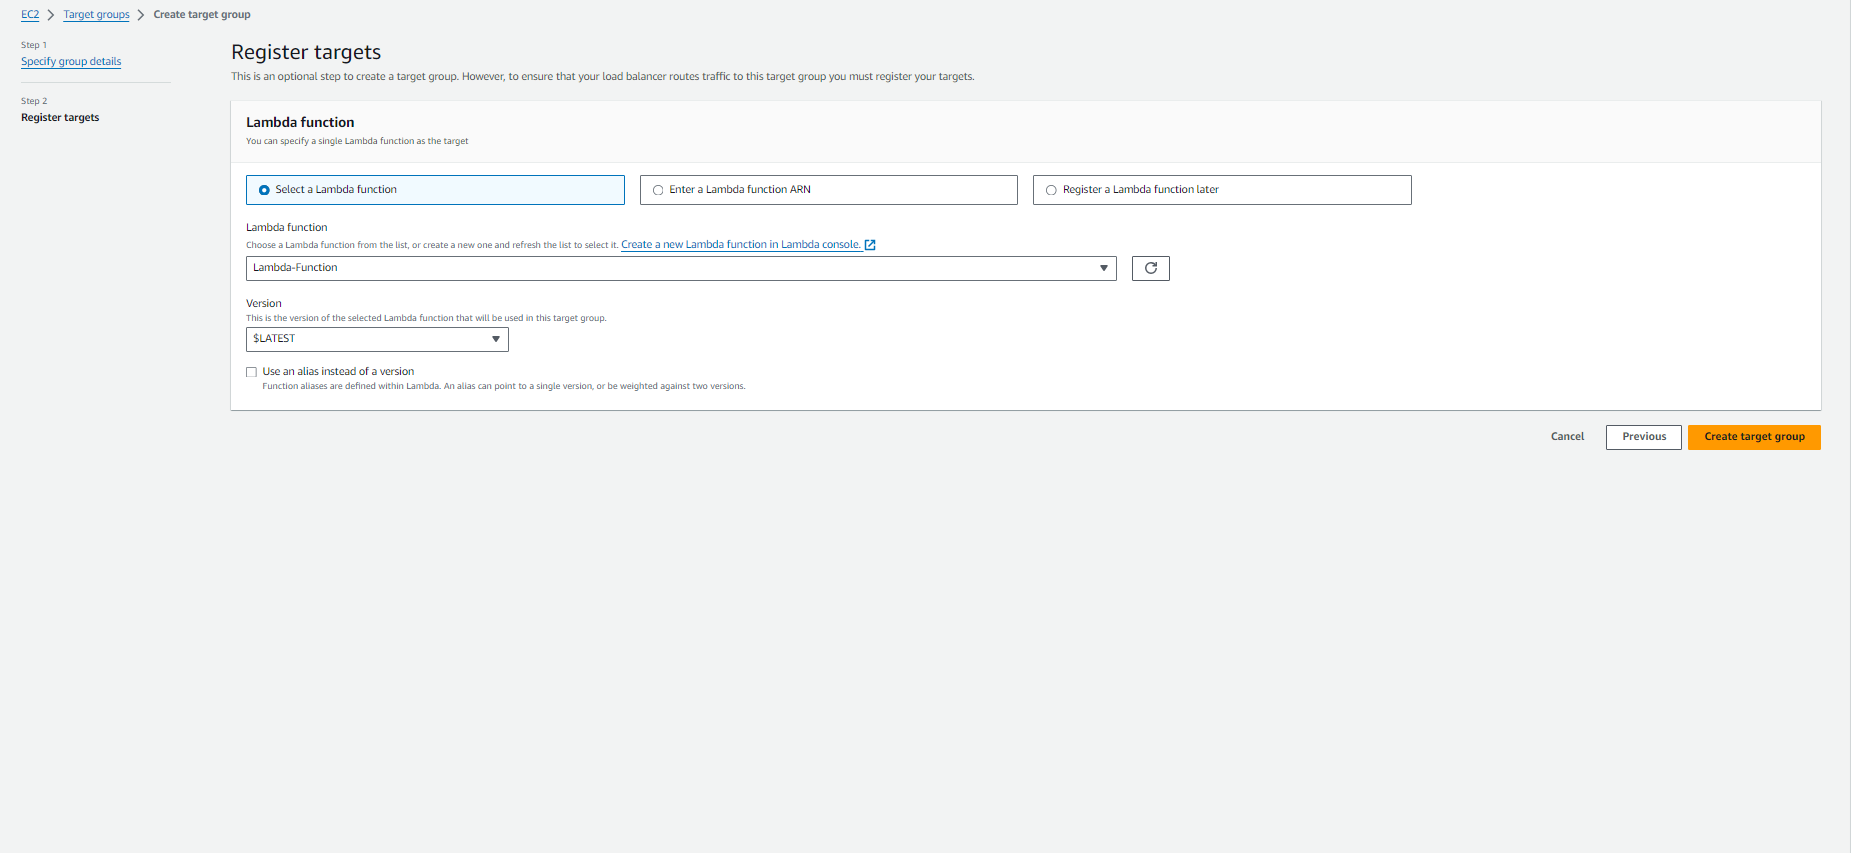 EC2 > Target groups > Create target group
Step 1
Specify group details
Step 2
Register targets
Register targets
This is an optional step to create a target group. However, to ensure that your load balancer routes traffic to this target group you must register your targets.
Lambda function
You can specify a single Lambda function as the target
Select a Lambda function
Enter a Lambda function ARN
Register a Lambda function later
Lambda function
Choose a Lambda function from the list, or create a new one and refresh the list to select it. Create a new Lambda function in Lambda console.
Lambda-Function
Version
This is the version of the selected Lambda function that will be used in this target group.
$LATEST
Use an alias instead of a version
Function aliases are defined within Lambda. An alias can point to a single version, or be weighted against two versions.
Cancel
Previous
Create target group